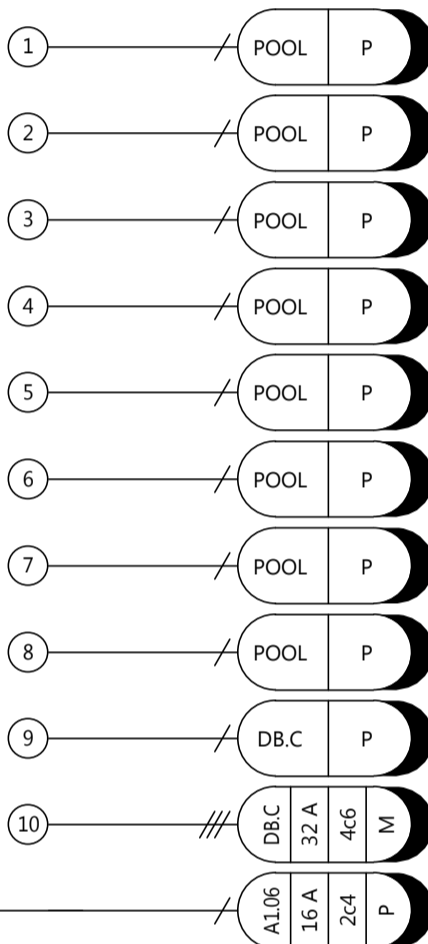 1 POOL P
2 POOL P
3 POOL P
4 POOL P
5 POOL P
6 POOL P
7 POOL P
8 POOL P
9 DB.C P
10 DB.C 32 A 4c6 M
A1.06 16 A 2c4 P